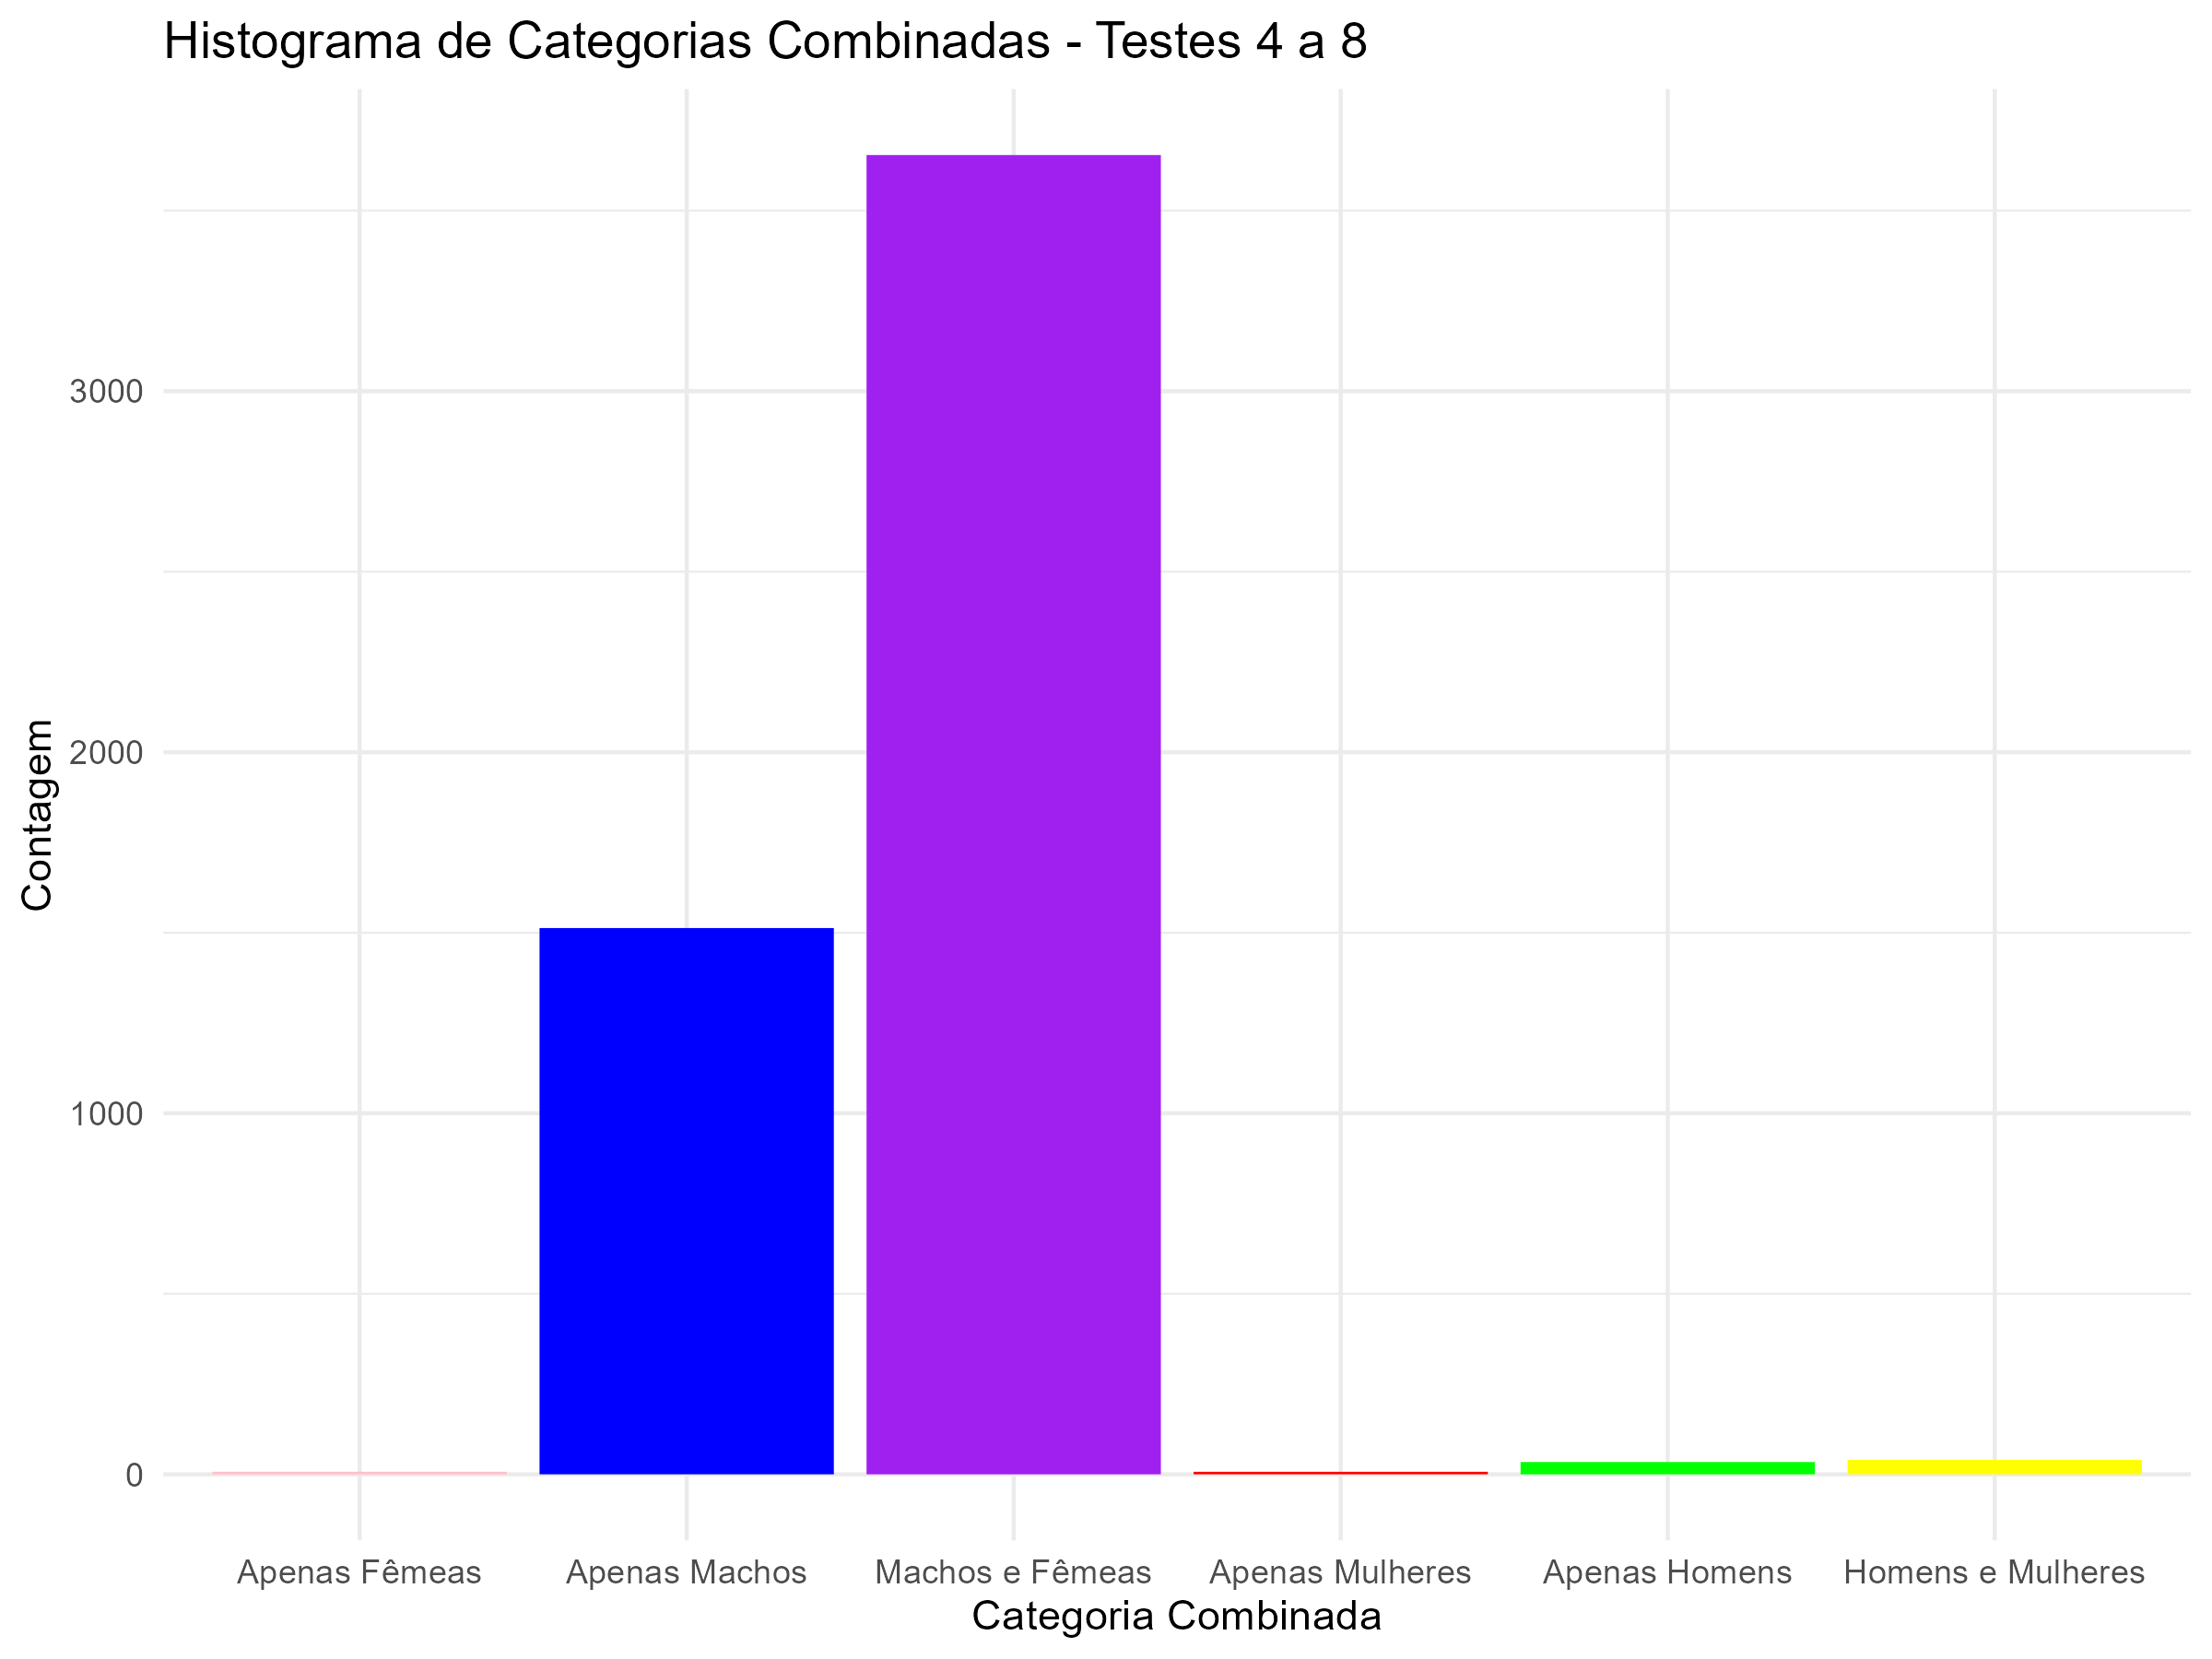 Histograma de Categorias Combinadas - Testes 4 a 8
Contagem
3000
2000
1000
0
Apenas Fêmeas
Apenas Machos
Machos e Fêmeas
Apenas Mulheres
Apenas Homens
Homens e Mulheres
Categoria Combinada